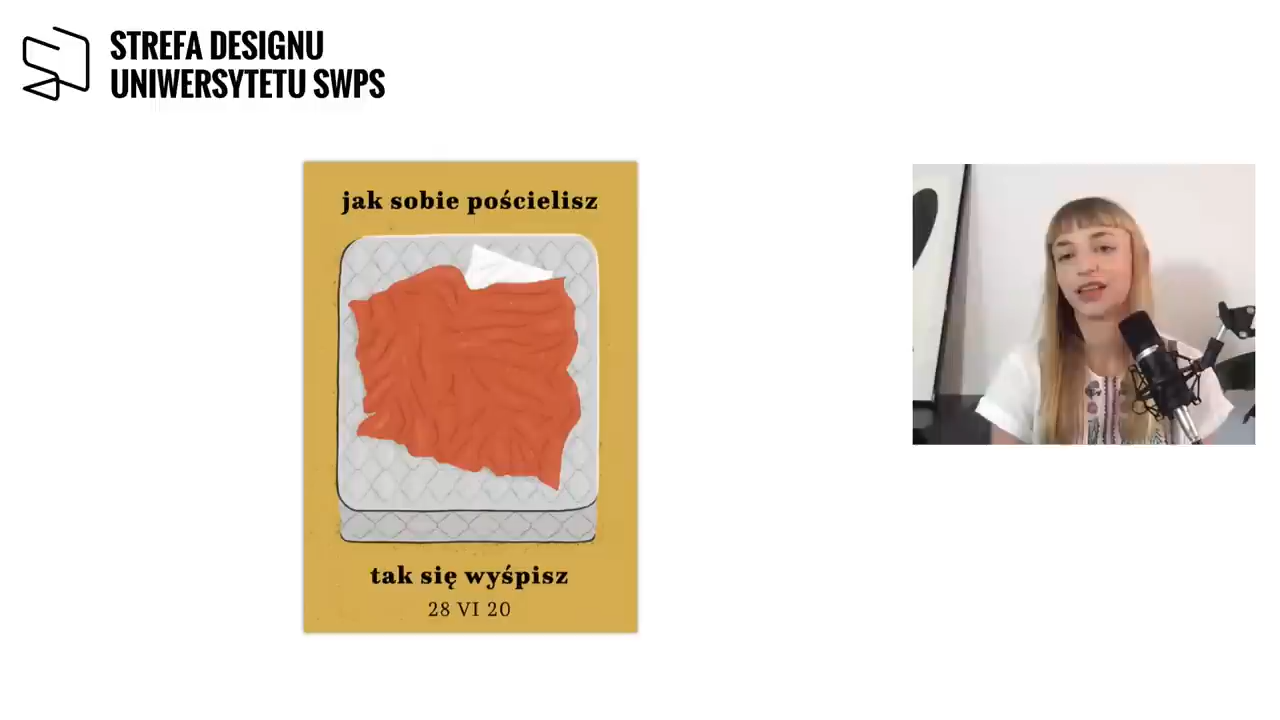 STREFA DESIGNU
UNIWERSYTETU SWPS
jak sobie pościelisz
tak się wyśpisz
28 VI 20